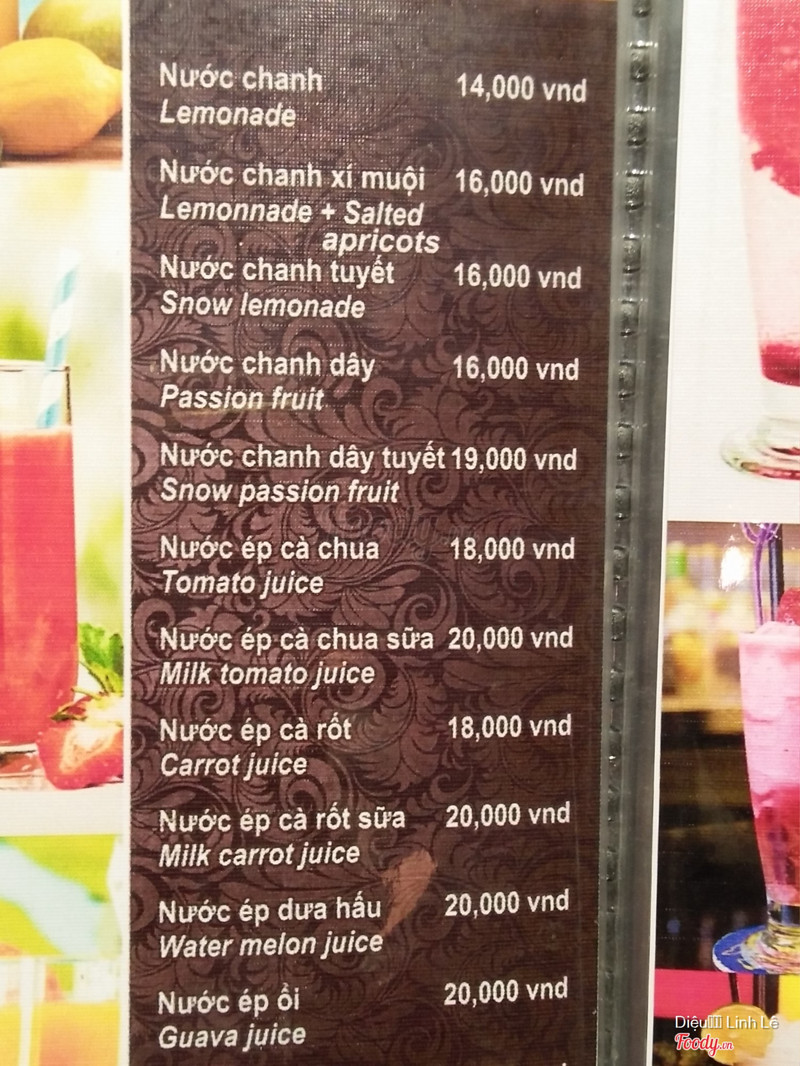 Nước chanh 14,000 vnd
Lemonade
Nước chanh xí muội 16,000 vnd
Lemonnade + Salted
apricots
Nước chanh tuyết 16,000 vnd
Snow lemonade
Nước chanh dây 16,000 vnd
Passion fruit
Nước chanh dây tuyết 19,000 vnd
Snow passion fruit
Nước ép cà chua 18,000 vnd
Tomato juice
Nước ép cà chua sữa 20,000 vnd
Milk tomato juice
Nước ép cà rốt 18,000 vnd
Carrot juice
Nước ép cà rốt sữa 20,000 vnd
Milk carrot juice
Nước ép dưa hấu 20,000 vnd
Water melon juice
Nước ép ồi 20,000 vnd
Guava juice
Diệu Linh Lê
Foody.vn